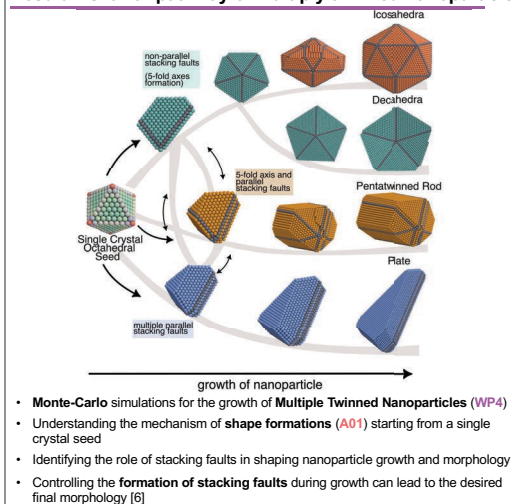 Icosahedra
non-parallel
stacking faults
(5-fold axes
formation)
Decahedra
5-fold axis and
parallel
stacking faults
Pentatwinned Rod
Single Crystal
Octahedral
Seed
Plate
multiple parallel
stacking faults
growth of nanoparticle
• Monte-Carlo simulations for the growth of Multiple Twinned Nanoparticles (WP4)
• Understanding the mechanism of shape formations (A01) starting from a single
crystal seed
• Identifying the role of stacking faults in shaping nanoparticle growth and morphology
• Controlling the formation of stacking faults during growth can lead to the desired
final morphology [6]